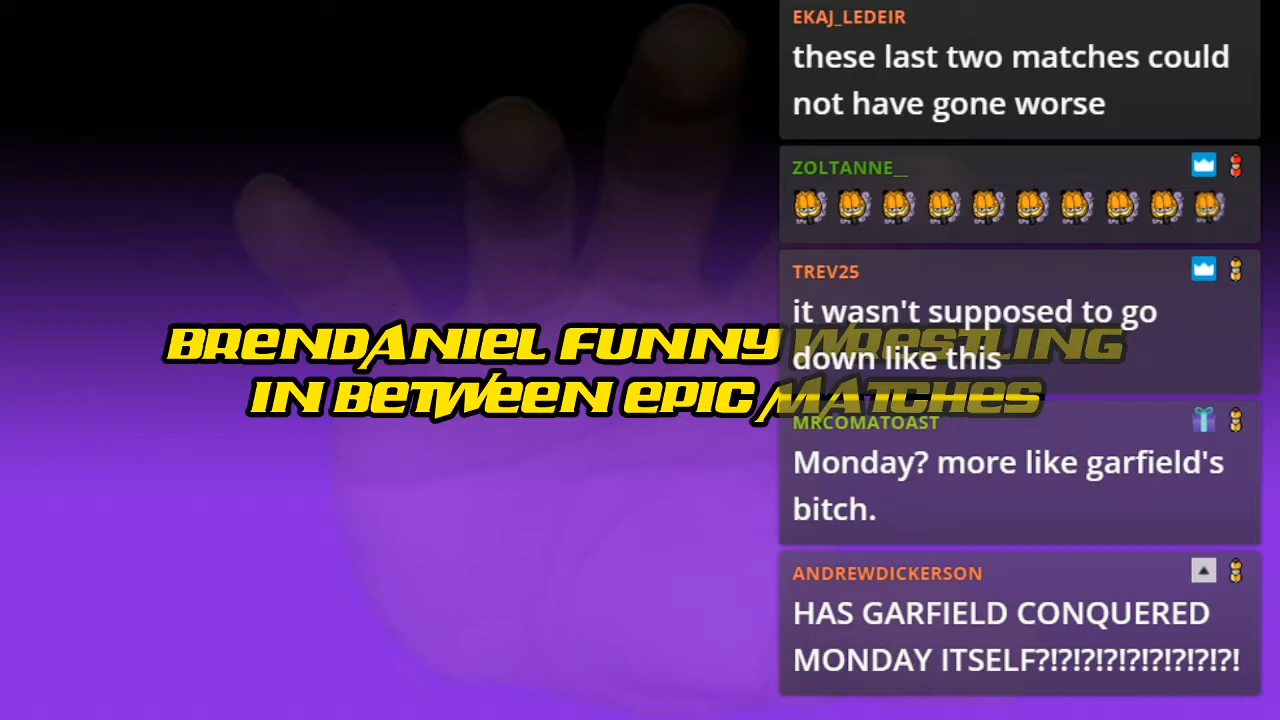 BRENDANIEL FUNNY WRESTLING
IN BETWEEN EPIC MATCHES
EKAJ_LEDEIR
these last two matches could
not have gone worse
ZOLTANNE__
TREV25
it wasn't supposed to go
down like this
MRCOMATOAST
Monday? more like garfield's
bitch.
ANDREWDICKERSON
HAS GARFIELD CONQUERED
MONDAY ITSELF?!?!?!?!?!?!?!?!?!